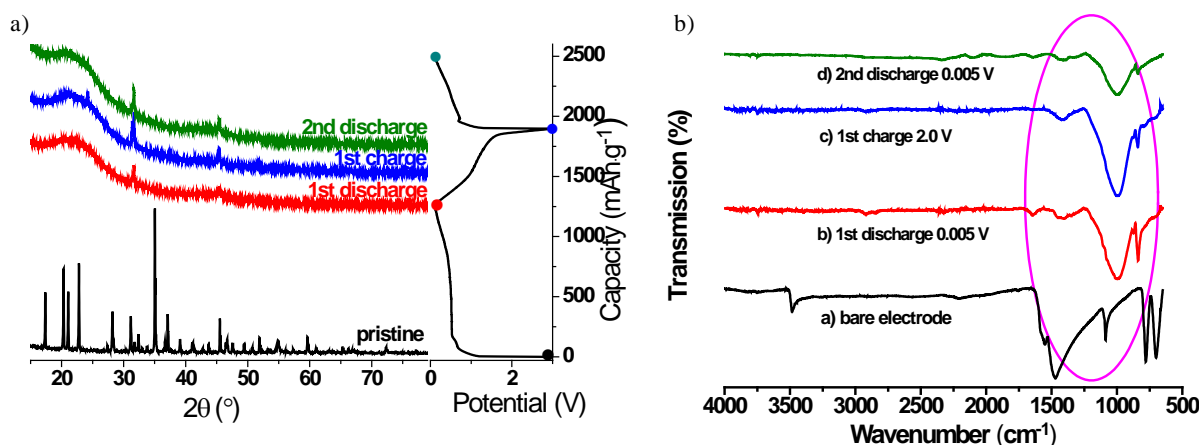 a)
2nd discharge
1st charge
1st discharge
pristine
20 30 40 50 60 70
2θ (°)
2500
2000
1500
1000
500
0
Capacity (mAh.g⁻¹)
0 2
Potential (V)
b)
Transmission (%)
d) 2nd discharge 0.005 V
c) 1st charge 2.0 V
b) 1st discharge 0.005 V
a) bare electrode
4000 3500 3000 2500 2000 1500 1000 500
Wavenumber (cm⁻¹)